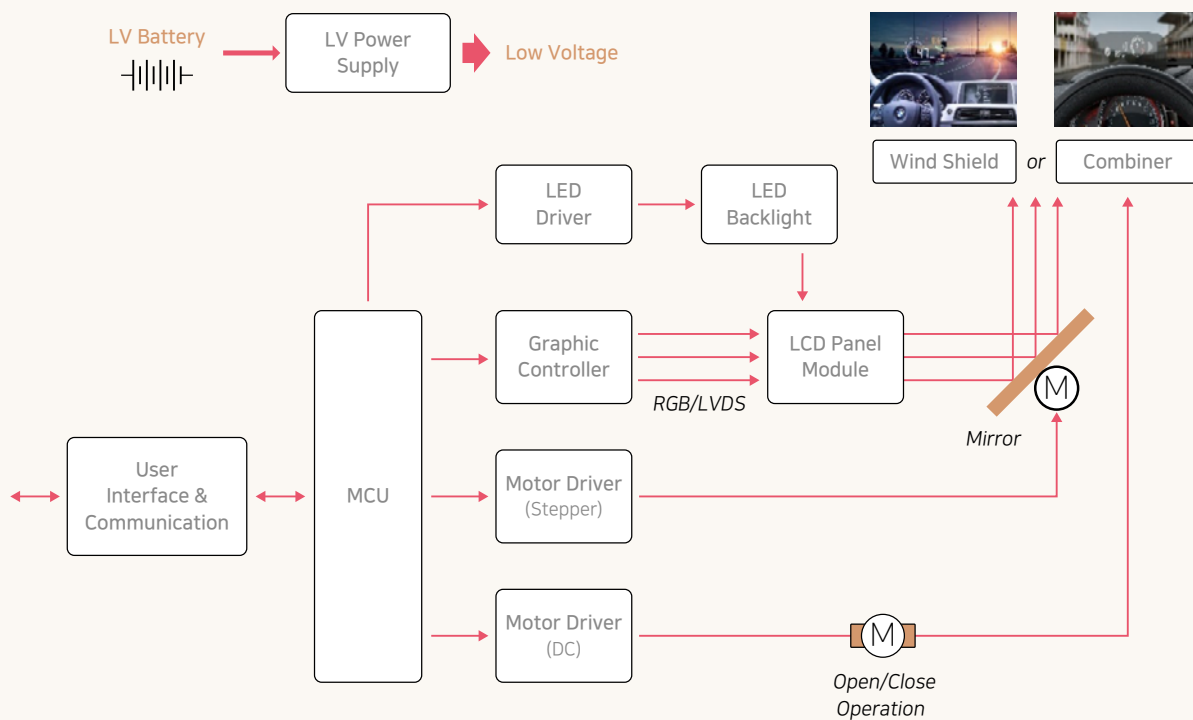 LV Battery
LV Power
Supply
Low Voltage
Wind Shield
or
Combiner
LED
Driver
LED
Backlight
Graphic
Controller
RGB/LVDS
LCD Panel
Module
M
Mirror
User
Interface &
Communication
MCU
Motor Driver
(Stepper)
Motor Driver
(DC)
M
Open/Close
Operation